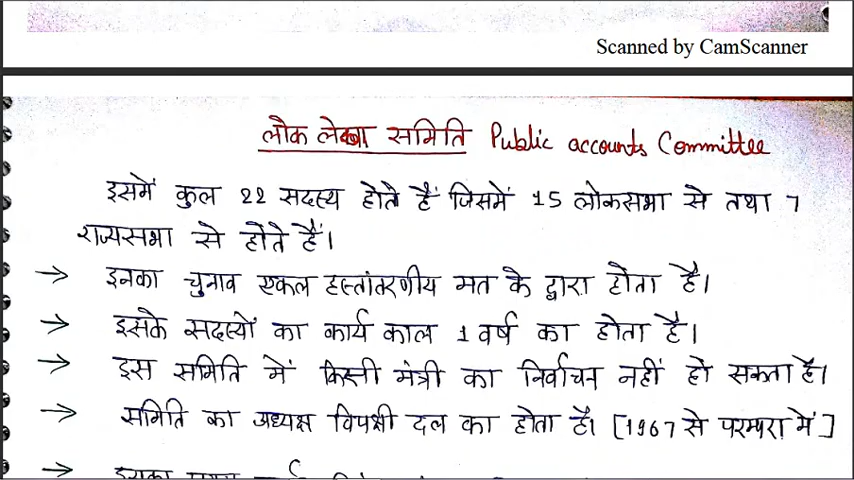 Scanned by CamScanner
लोक लेखा समिति Public accounts Committee
इसमें कुल 22 सदस्य होते हैं जिसमें 15 लोकसभा से तथा 7
राज्यसभा से होते हैं।
→ इनका चुनाव एकल हस्तांतरणीय मत के द्वारा होता है।
→ इसके सदस्यों का कार्य काल 1 वर्ष का होता है।
→ इस समिति में किसी मंत्री का निर्वाचन नहीं हो सकता है।
→ समिति का अध्यक्ष विपक्षी दल का होता है। [1967 से परम्परा में]
→